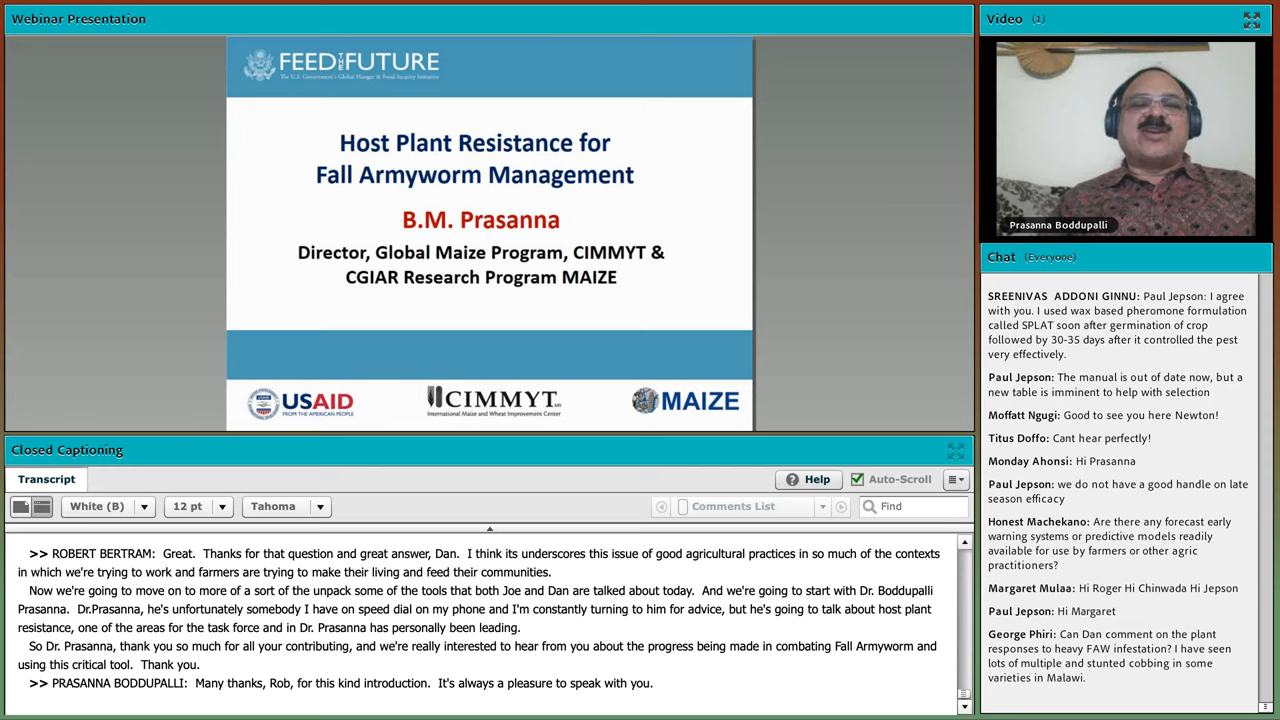 Webinar Presentation
FEED THE FUTURE
The U.S. Government's Global Hunger & Food Security Initiative
Host Plant Resistance for
Fall Armyworm Management
B.M. Prasanna
Director, Global Maize Program, CIMMYT &
CGIAR Research Program MAIZE
USAID
FROM THE AMERICAN PEOPLE
CIMMYT
International Maize and Wheat Improvement Center
MAIZE
Closed Captioning
Transcript
Help
Auto-Scroll
White (B)
12 pt
Tahoma
Comments List
Find
>> ROBERT BERTRAM: Great. Thanks for that question and great answer, Dan. I think its underscores this issue of good agricultural practices in so much of the contexts
in which we're trying to work and farmers are trying to make their living and feed their communities.
Now we're going to move on to more of a sort of the unpack some of the tools that both Joe and Dan are talked about today. And we're going to start with Dr. Boddupalli
Prasanna. Dr.Prasanna, he's unfortunately somebody I have on speed dial on my phone and I'm constantly turning to him for advice, but he's going to talk about host plant
resistance, one of the areas for the task force and in Dr. Prasanna has personally been leading.
So Dr. Prasanna, thank you so much for all your contributing, and we're really interested to hear from you about the progress being made in combating Fall Armyworm and
using this critical tool. Thank you.
>> PRASANNA BODDUPALLI: Many thanks, Rob, for this kind introduction. It's always a pleasure to speak with you.
Video (1)
Prasanna Boddupalli
Chat (Everyone)
SREENIVAS ADDONI GINNU: Paul Jepson: I agree
with you. I used wax based pheromone formulation
called SPLAT soon after germination of crop
followed by 30-35 days after it controlled the pest
very effectively.
Paul Jepson: The manual is out of date now, but a
new table is imminent to help with selection
Moffatt Ngugi: Good to see you here Newton!
Titus Doffo: Cant hear perfectly!
Monday Ahonsi: Hi Prasanna
Paul Jepson: we do not have a good handle on late
season efficacy
Honest Machekano: Are there any forecast early
warning systems or predictive models readily
available for use by farmers or other agric
practitioners?
Margaret Mulaa: Hi Roger Hi Chinwada Hi Jepson
Paul Jepson: Hi Margaret
George Phiri: Can Dan comment on the plant
responses to heavy FAW infestation? I have seen
lots of multiple and stunted cobbing in some
varieties in Malawi.